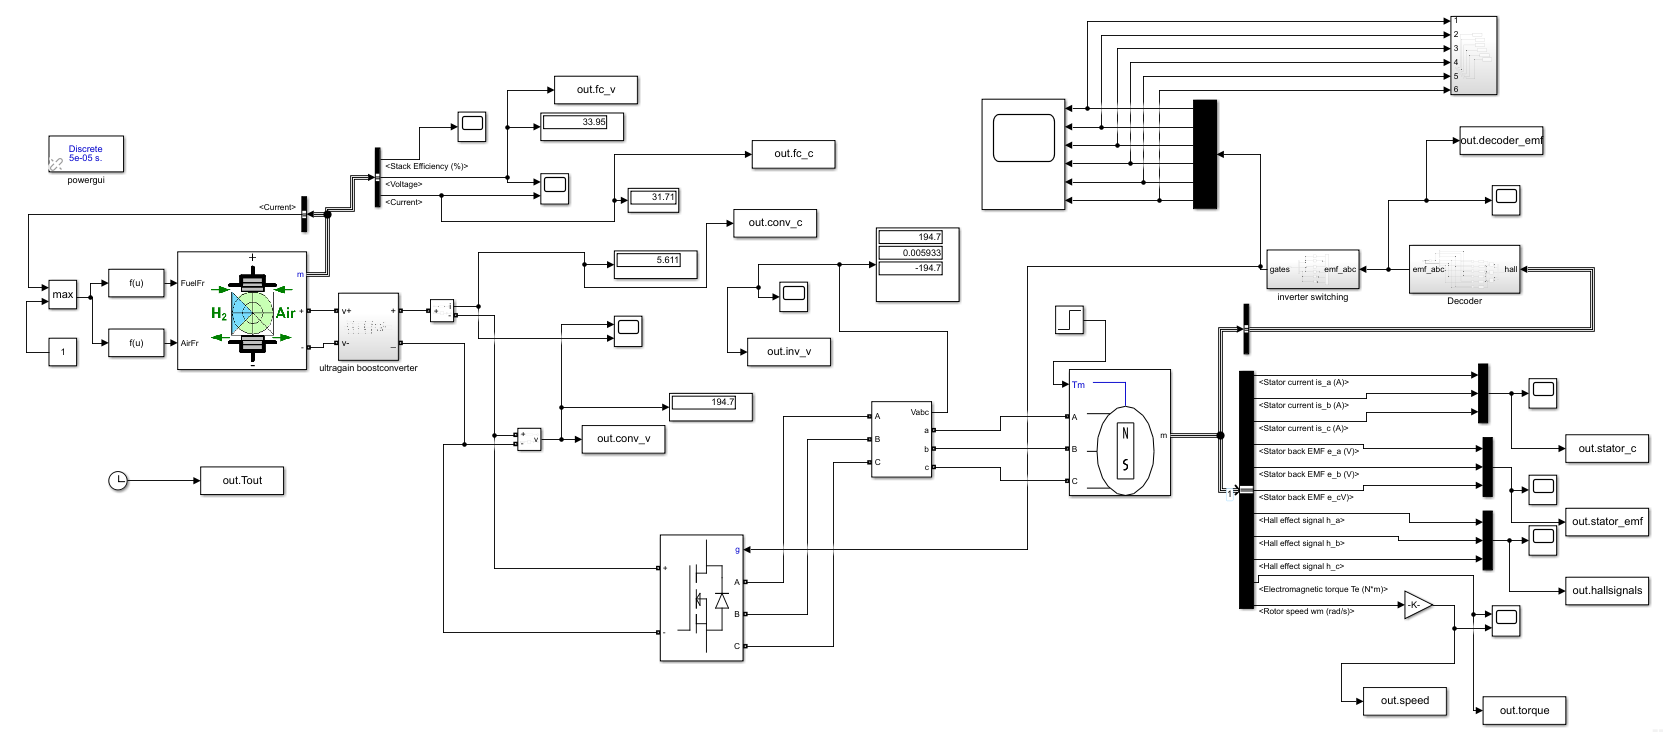 Discrete
5e-05 s.
powergui
<Current>
max
1
f(u)
f(u)
FuelFr
AirFr
+
m
+
-
-
H2
Air
v+
v-
+
_
ultragain boostconverter
+
i
-
<Stack Efficiency (%)>
<Voltage>
<Current>
out.fc_v
33.95
out.fc_c
31.71
out.conv_c
5.611
194.7
0.005933
-194.7
out.inv_v
194.7
+
-
v
out.conv_v
out.Tout
g
+
-
A
B
C
A
B
C
Vabc
a
b
c
Tm
A
B
C
N
S
m
1
2
3
4
5
6
out.decoder_emf
gates
emf_abc
inverter switching
emf_abc
hall
Decoder
1
<Stator current is_a (A)>
<Stator current is_b (A)>
<Stator current is_c (A)>
<Stator back EMF e_a (V)>
<Stator back EMF e_b (V)>
<Stator back EMF e_cV)>
<Hall effect signal h_a>
<Hall effect signal h_b>
<Hall effect signal h_c>
<Electromagnetic torque Te (N*m)>
<Rotor speed wm (rad/s)>
-K-
out.stator_c
out.stator_emf
out.hallsignals
out.speed
out.torque